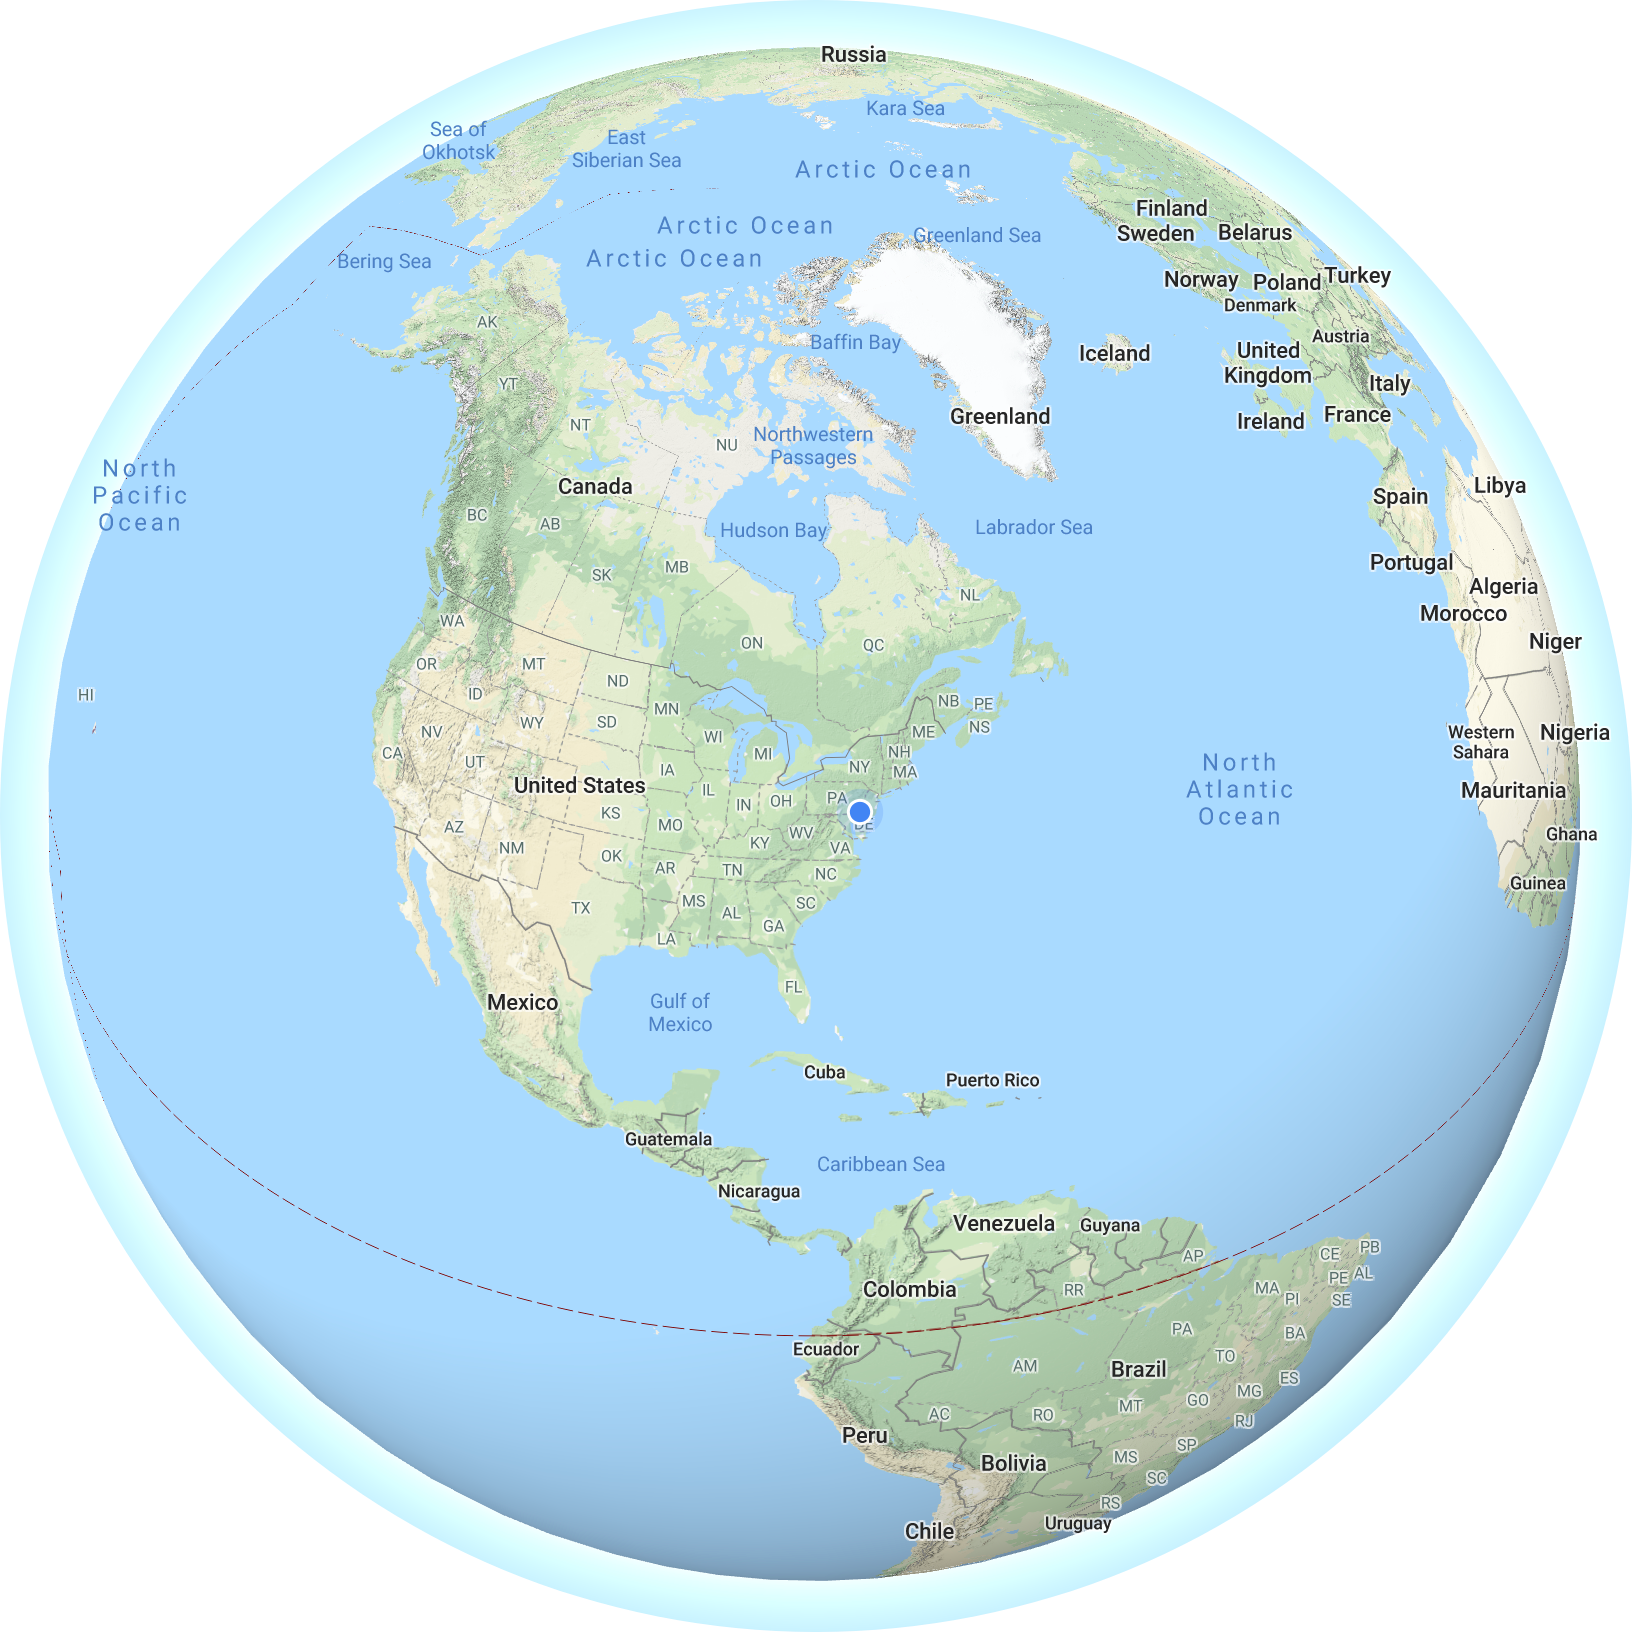 Russia
Kara Sea
Sea of
Okhotsk
East
Siberian Sea
Arctic Ocean
Finland
Arctic Ocean
Greenland Sea
Sweden
Belarus
Bering Sea
Arctic Ocean
Norway
Poland
Turkey
Denmark
AK
Baffin Bay
Austria
Iceland
United
Kingdom
YT
Italy
Greenland
Ireland
France
NT
NU
Northwestern
Passages
North
Pacific
Ocean
Canada
Spain
Libya
BC
AB
Hudson Bay
Labrador Sea
Portugal
SK
MB
Algeria
NL
Morocco
WA
ON
QC
Niger
OR
MT
ND
HI
ID
NB
PE
WY
SD
MN
NS
NV
WI
ME
Western
Sahara
Nigeria
CA
UT
MI
NH
NY
MA
IA
North
Atlantic
Ocean
United States
Mauritania
IL
IN
OH
PA
KS
MO
AZ
KY
WV
DE
Ghana
NM
OK
VA
AR
TN
NC
Guinea
TX
MS
AL
SC
GA
LA
FL
Mexico
Gulf of
Mexico
Cuba
Puerto Rico
Guatemala
Caribbean Sea
Nicaragua
Venezuela
Guyana
AP
CE
PB
Colombia
RR
MA
PE
AL
PI
SE
PA
BA
Ecuador
AM
Brazil
TO
ES
MG
AC
RO
MT
GO
RJ
Peru
SP
Bolivia
MS
SC
RS
Chile
Uruguay